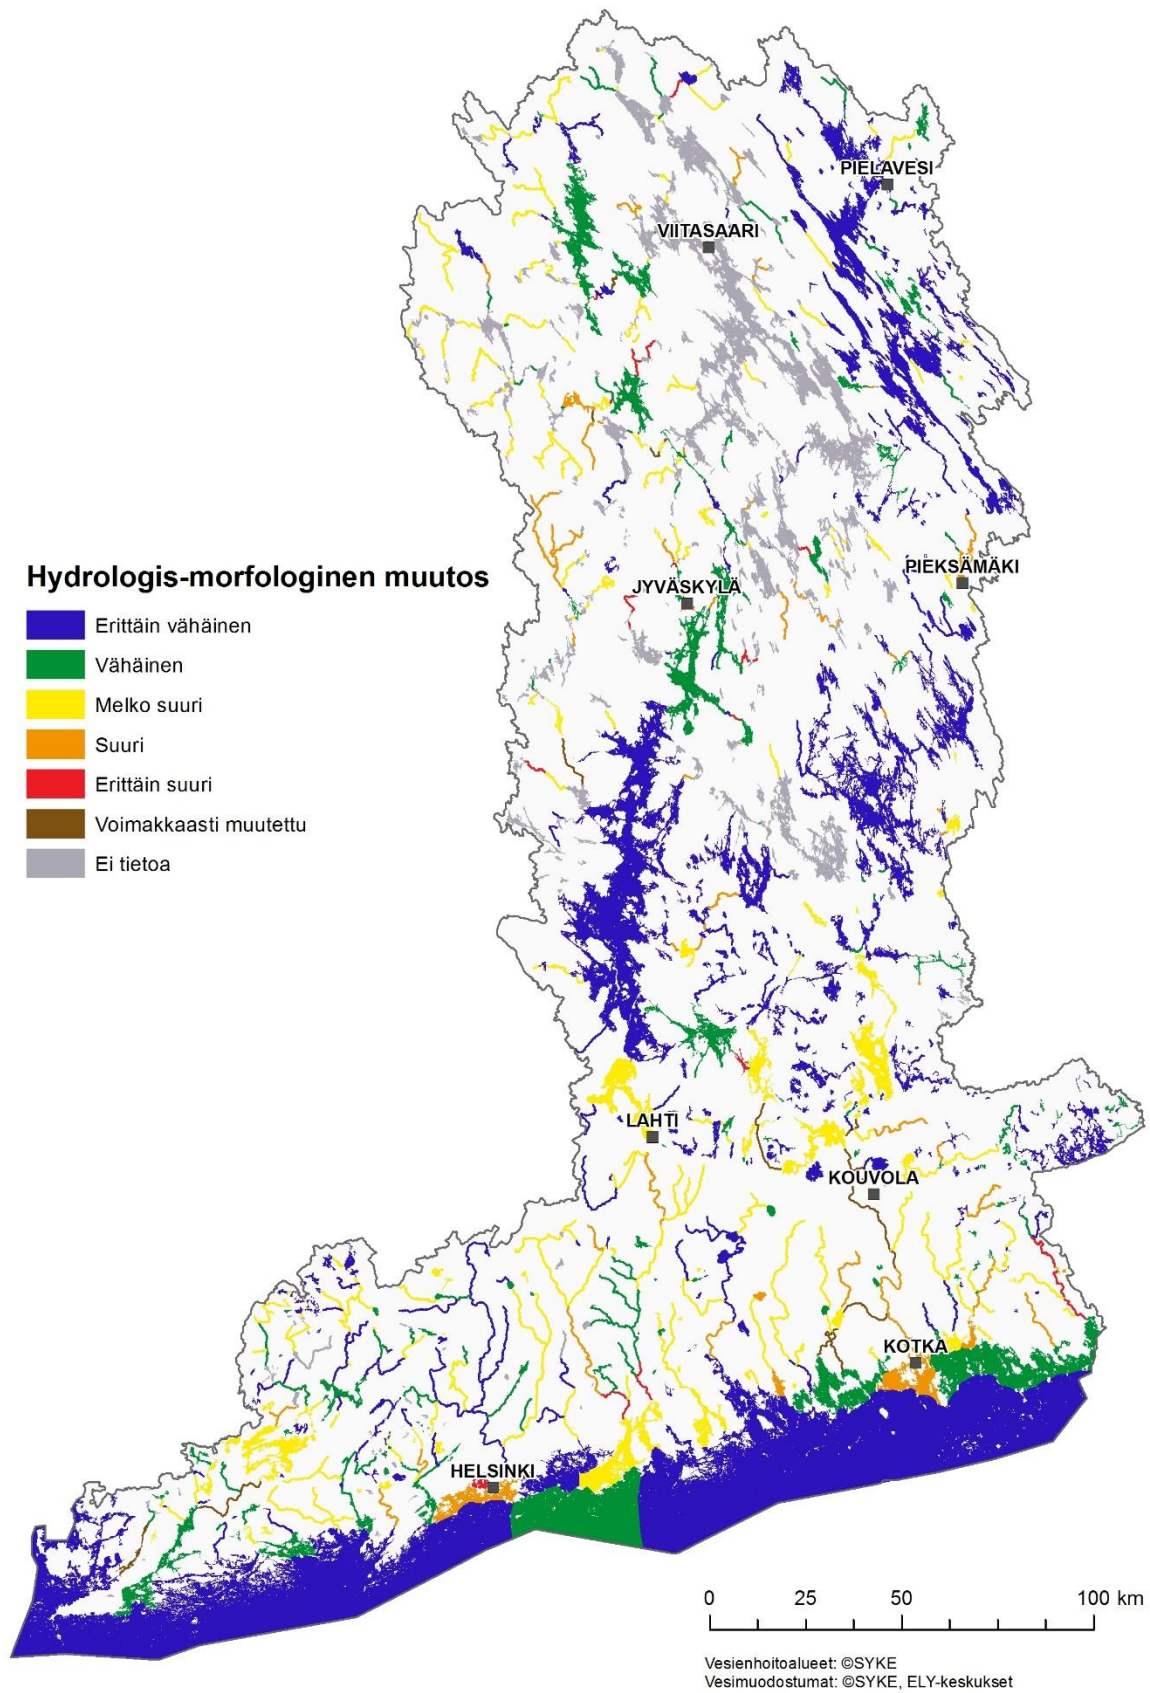 PIELAVESI
VIITASAARI
Hydrologis-morfologinen muutos
Erittäin vähäinen
Vähäinen
Melko suuri
Suuri
Erittäin suuri
Voimakkaasti muutettu
Ei tietoa
PIEKSÄMÄKI
JYVÄSKYLÄ
LAHTI
KOUVOLA
KOTKA
HELSINKI
0 25 50 100 km
Vesienhoitoalueet: ©SYKE
Vesimuodostumat: ©SYKE, ELY-keskukset